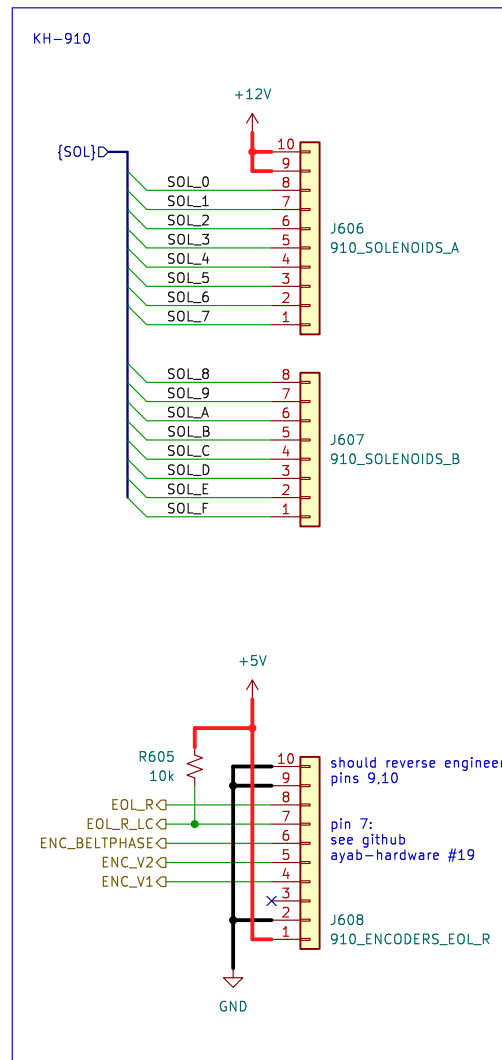 KH-910
+12V
{SOL}
10
9
SOL_0 8
SOL_1 7
SOL_2 6
SOL_3 5
SOL_4 4
SOL_5 3
SOL_6 2
SOL_7 1
J606
910_SOLENOIDS_A
SOL_8 8
SOL_9 7
SOL_A 6
SOL_B 5
SOL_C 4
SOL_D 3
SOL_E 2
SOL_F 1
J607
910_SOLENOIDS_B
+5V
R605
10k
10
9
EOL_R 8
EOL_R_LC 7
ENC_BELTPHASE 6
ENC_V2 5
ENC_V1 4
3
2
1
should reverse engineer
pins 9,10
pin 7:
see github
ayab-hardware #19
J608
910_ENCODERS_EOL_R
GND